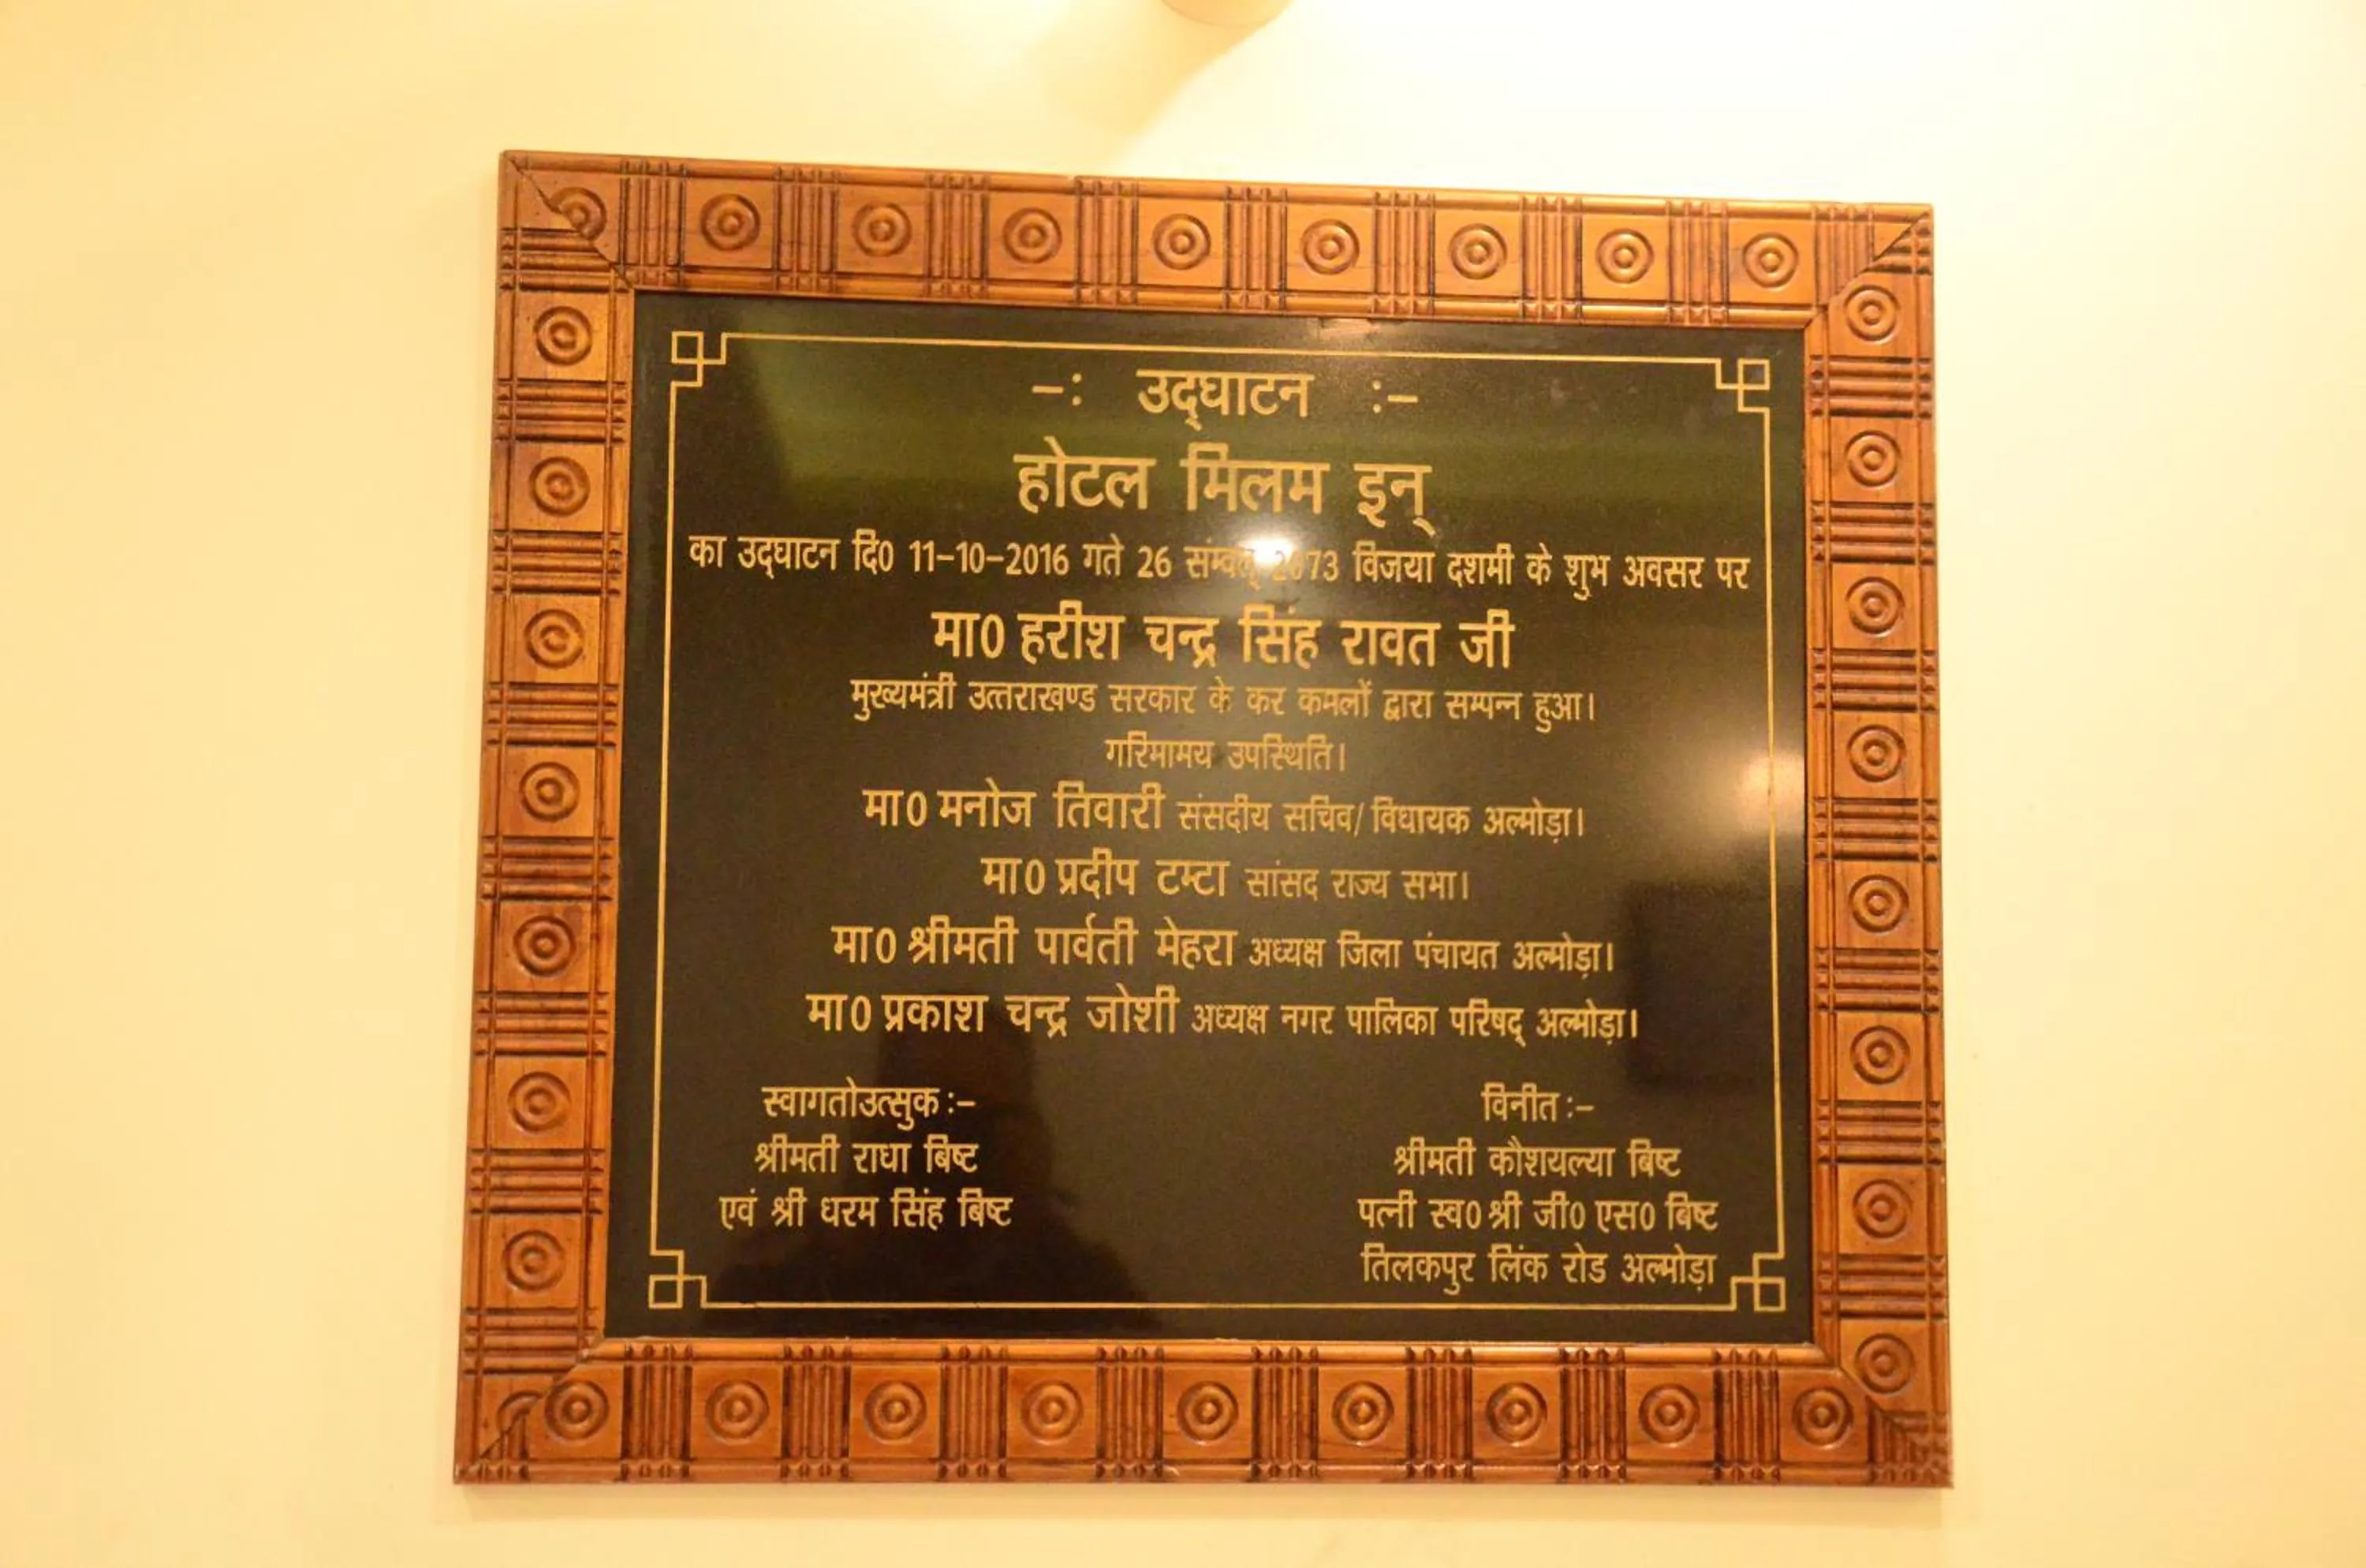 -: उद्घाटन :-
होटल मिलम इन्
का उद्घाटन दि0 11-10-2016 गते 26 सम्वत् 2073 विजया दशमी के शुभ अवसर पर
मा0 हरीश चन्द्र सिंह रावत जी
मुख्यमंत्री उत्तराखण्ड सरकार के कर कमलों द्वारा सम्पन्न हुआ।
गरिमामय उपस्थिति।
मा0 मनोज तिवारी संसदीय सचिव/विधायक अल्मोड़ा।
मा0 प्रदीप टम्टा सांसद राज्य सभा।
मा0 श्रीमती पार्वती मेहरा अध्यक्ष जिला पंचायत अल्मोड़ा।
मा0 प्रकाश चन्द्र जोशी अध्यक्ष नगर पालिका परिषद् अल्मोड़ा।
स्वागतोउत्सुक :-
श्रीमती राधा बिष्ट
एवं श्री धरम सिंह बिष्ट
विनीत :-
श्रीमती कौशयल्या बिष्ट
पत्नी स्व0 श्री जी0 एस0 बिष्ट
तिलकपुर लिंक रोड अल्मोड़ा